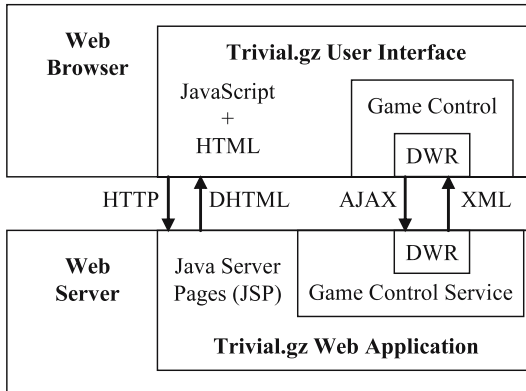 Web
Browser
Trivial.gz User Interface
JavaScript
+
HTML
Game Control
DWR
HTTP
DHTML
AJAX
XML
Web
Server
Java Server
Pages (JSP)
DWR
Game Control Service
Trivial.gz Web Application